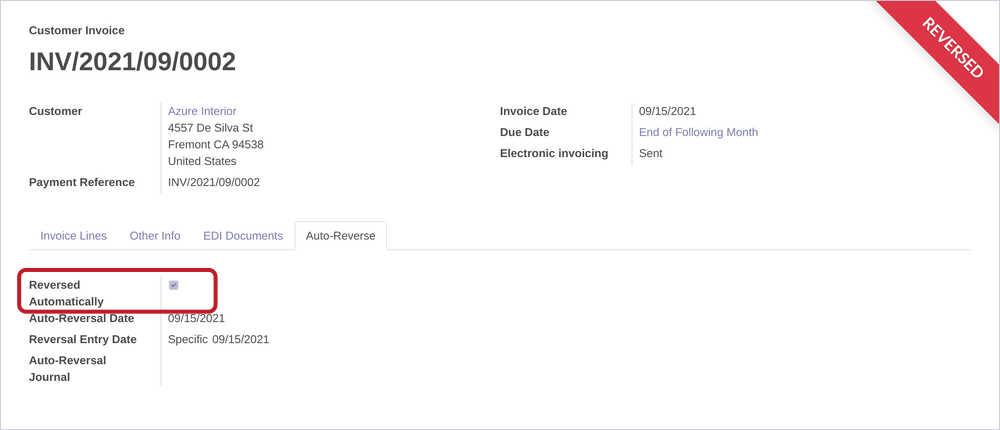 Customer Invoice
REVERSED
INV/2021/09/0002
Customer Azure Interior
4557 De Silva St
Fremont CA 94538
United States
Payment Reference INV/2021/09/0002
Invoice Date 09/15/2021
Due Date End of Following Month
Electronic invoicing Sent
Invoice Lines Other Info EDI Documents Auto-Reverse
Reversed
Automatically
Auto-Reversal Date 09/15/2021
Reversal Entry Date Specific 09/15/2021
Auto-Reversal
Journal